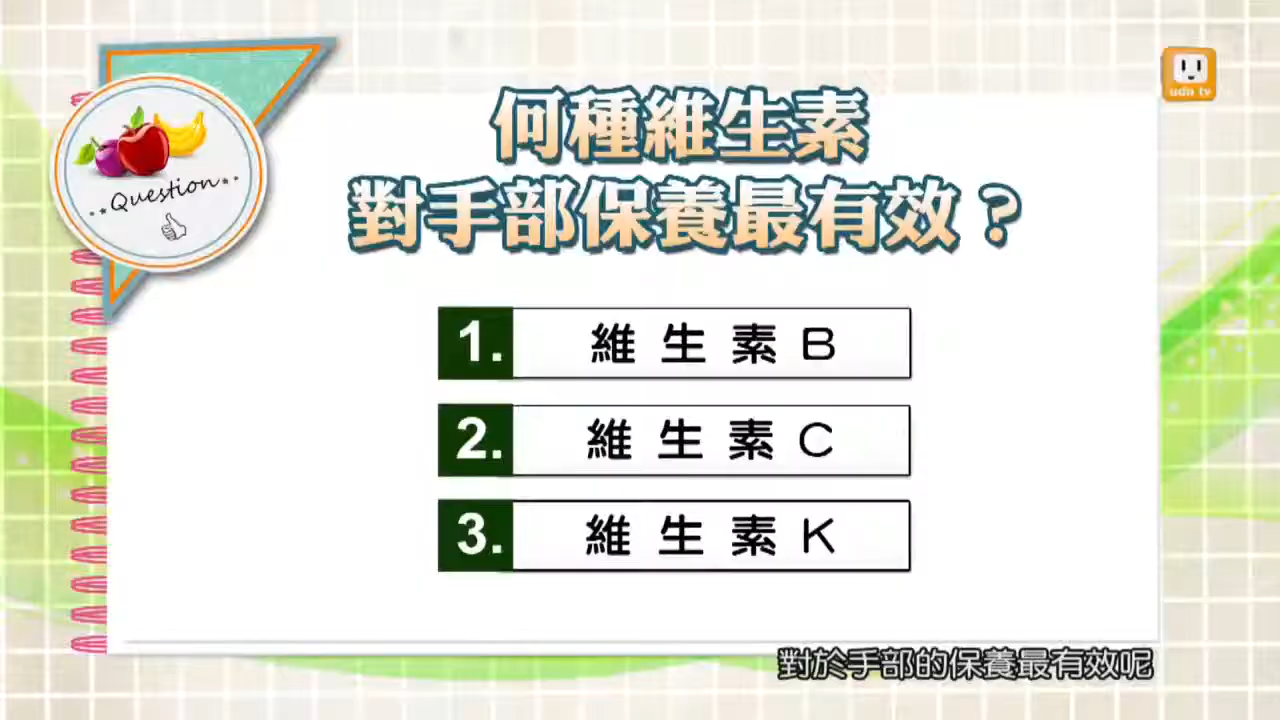 Question
udn tv
何種維生素
對手部保養最有效？
1. 維生素B
2. 維生素C
3. 維生素K
對於手部的保養最有效呢